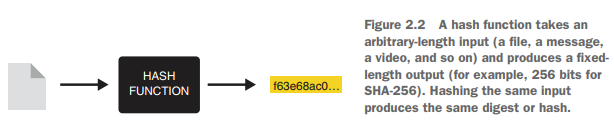 HASH
FUNCTION
f63e68ac0...
Figure 2.2 A hash function takes an
arbitrary-length input (a file, a message,
a video, and so on) and produces a fixed-
length output (for example, 256 bits for
SHA-256). Hashing the same input
produces the same digest or hash.